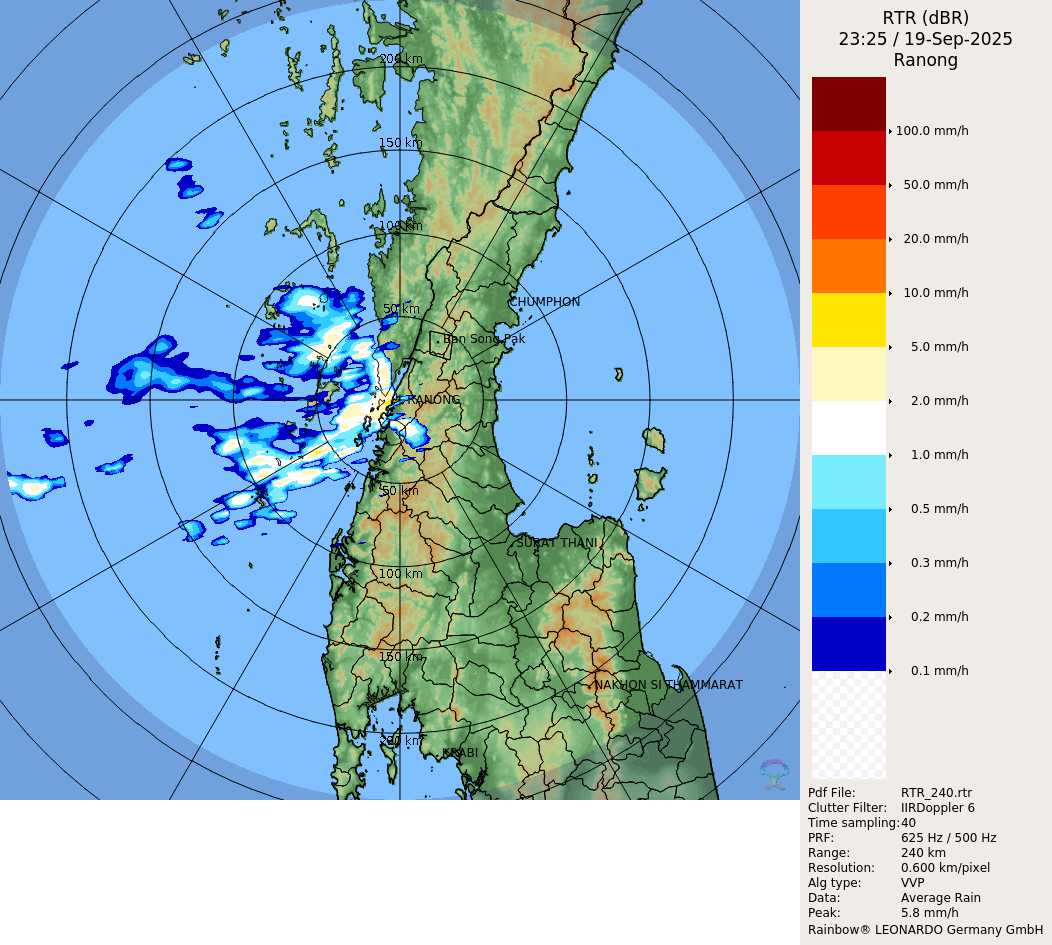 RTR (dBR)
23:25 / 19-Sep-2025
Ranong
200 km
150 km
100 km
50 km
CHUMPHON
Ban Song Pak
RANONG
50 km
SURAT THANI
100 km
150 km
NAKHON SI THAMMARAT
200 km
KRABI
100.0 mm/h
50.0 mm/h
20.0 mm/h
10.0 mm/h
5.0 mm/h
2.0 mm/h
1.0 mm/h
0.5 mm/h
0.3 mm/h
0.2 mm/h
0.1 mm/h
Pdf File: RTR_240.rtr
Clutter Filter: IIRDoppler 6
Time sampling: 40
PRF: 625 Hz / 500 Hz
Range: 240 km
Resolution: 0.600 km/pixel
Alg type: VVP
Data: Average Rain
Peak: 5.8 mm/h
Rainbow® LEONARDO Germany GmbH